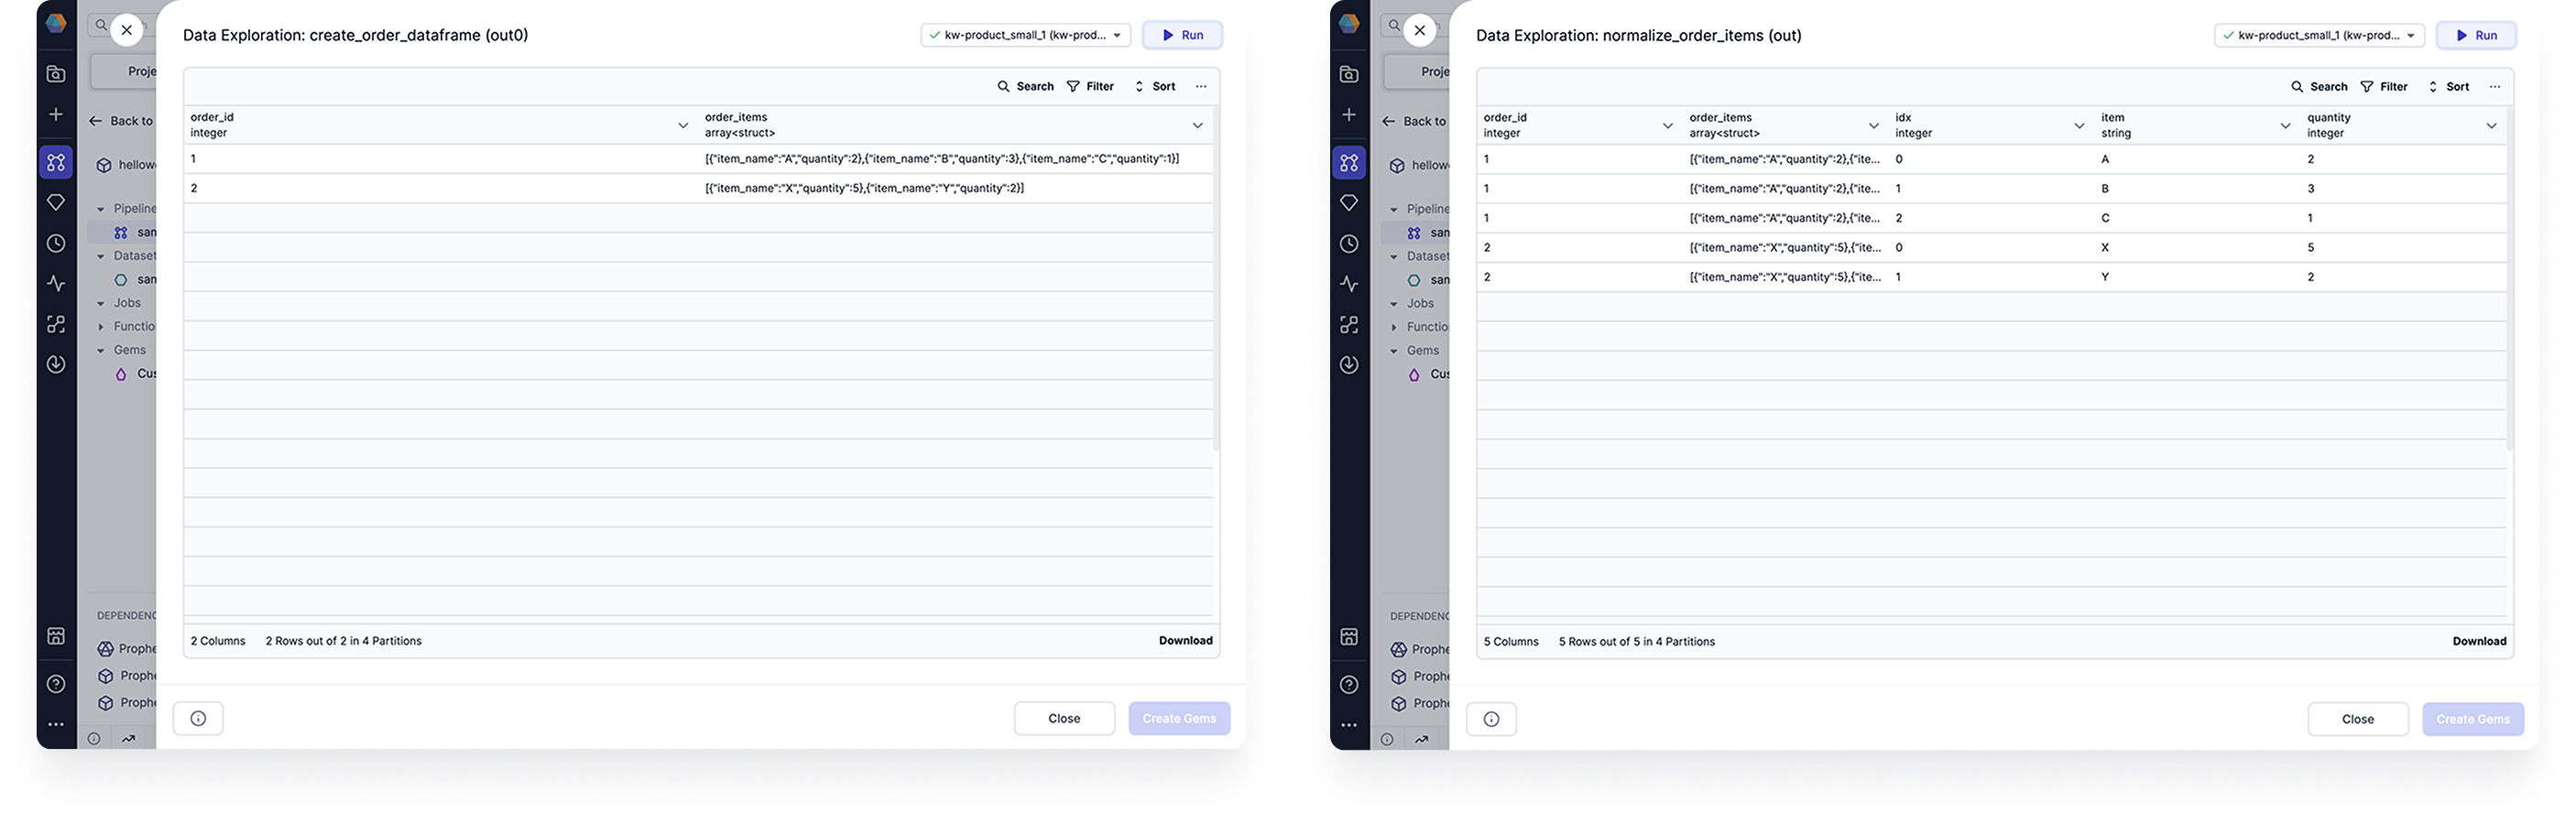 Data Exploration: create_order_dataframe (out0)
kw-product_small_1 (kw-prod...
Run
Proje
Back to
hellow
Pipeline
san
Dataset
san
Jobs
Functio
Gems
Cus
DEPENDENC
Prophe
Prophe
Prophe
Search Filter Sort ...
order_id order_items
integer array<struct>
1 [{"item_name":"A","quantity":2},{"item_name":"B","quantity":3},{"item_name":"C","quantity":1}]
2 [{"item_name":"X","quantity":5},{"item_name":"Y","quantity":2}]
2 Columns 2 Rows out of 2 in 4 Partitions Download
Close Create Gems
Data Exploration: normalize_order_items (out)
kw-product_small_1 (kw-prod...
Run
Proje
Back to
hellow
Pipeline
san
Dataset
san
Jobs
Functio
Gems
Cus
DEPENDENC
Prophe
Prophe
Prophe
Search Filter Sort ...
order_id order_items idx item quantity
integer array<struct> integer string integer
1 [{"item_name":"A","quantity":2},{"ite... 0 A 2
1 [{"item_name":"A","quantity":2},{"ite... 1 B 3
1 [{"item_name":"A","quantity":2},{"ite... 2 C 1
2 [{"item_name":"X","quantity":5},{"ite... 0 X 5
2 [{"item_name":"X","quantity":5},{"ite... 1 Y 2
5 Columns 5 Rows out of 5 in 4 Partitions Download
Close Create Gems